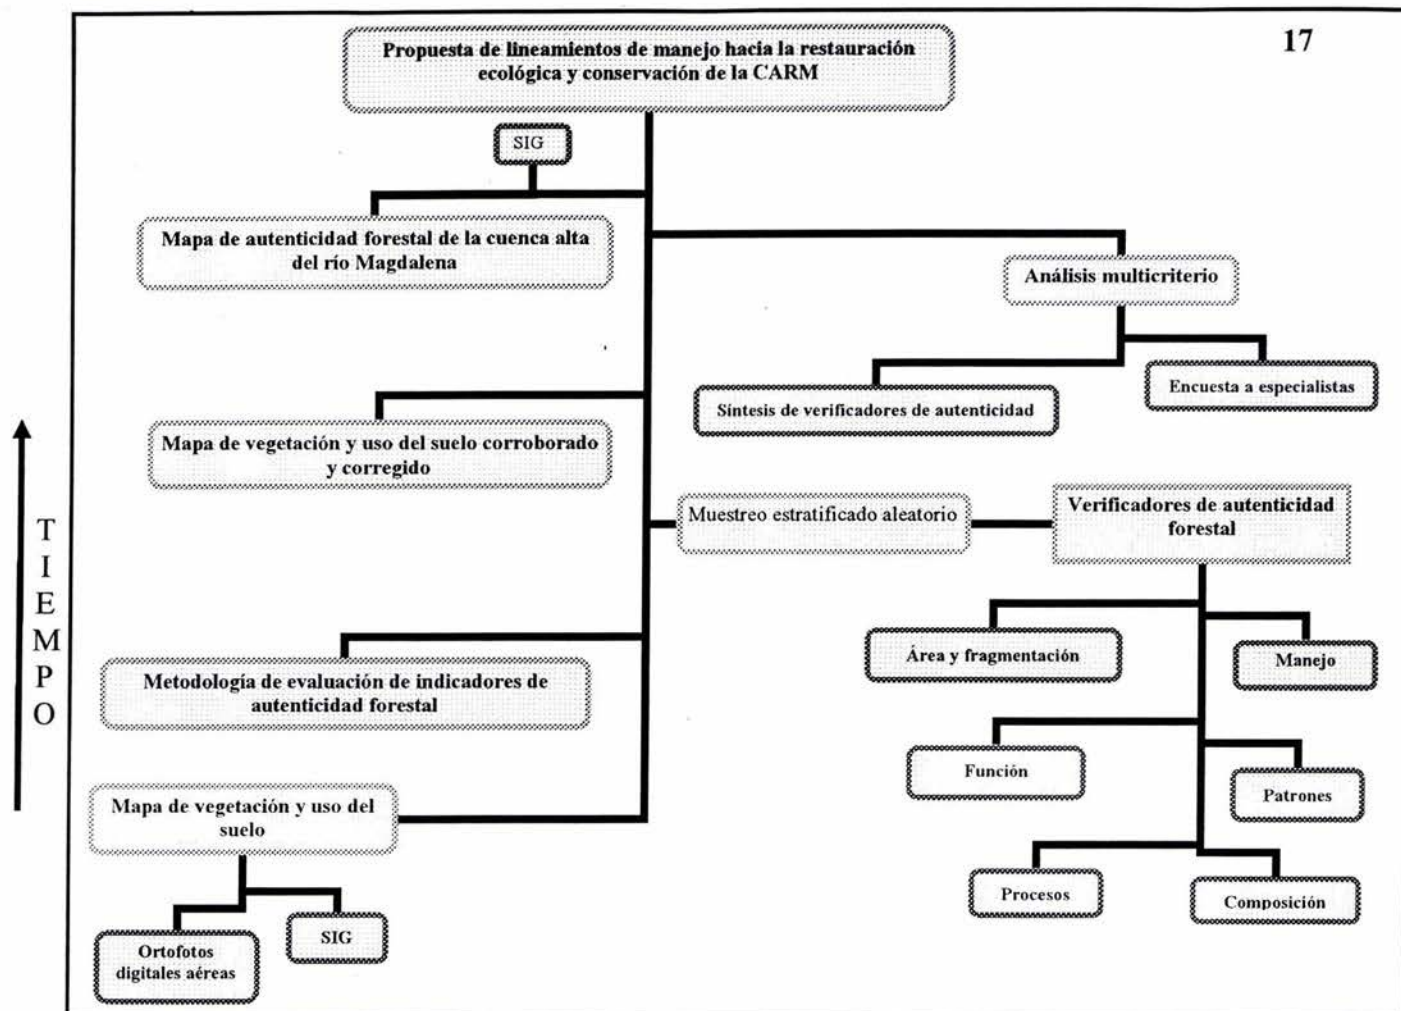 17
Propuesta de lineamientos de manejo hacia la restauración
ecológica y conservación de la CARM
SIG
Mapa de autenticidad forestal de la cuenca alta
del río Magdalena
Análisis multicriterio
Síntesis de verificadores de autenticidad
Encuesta a especialistas
Mapa de vegetación y uso del suelo corroborado
y corregido
Muestreo estratificado aleatorio
Verificadores de autenticidad
forestal
TIEMPO
Área y fragmentación
Manejo
Metodología de evaluación de indicadores de
autenticidad forestal
Función
Patrones
Mapa de vegetación y uso del
suelo
Procesos
Composición
Ortofotos
digitales aéreas
SIG